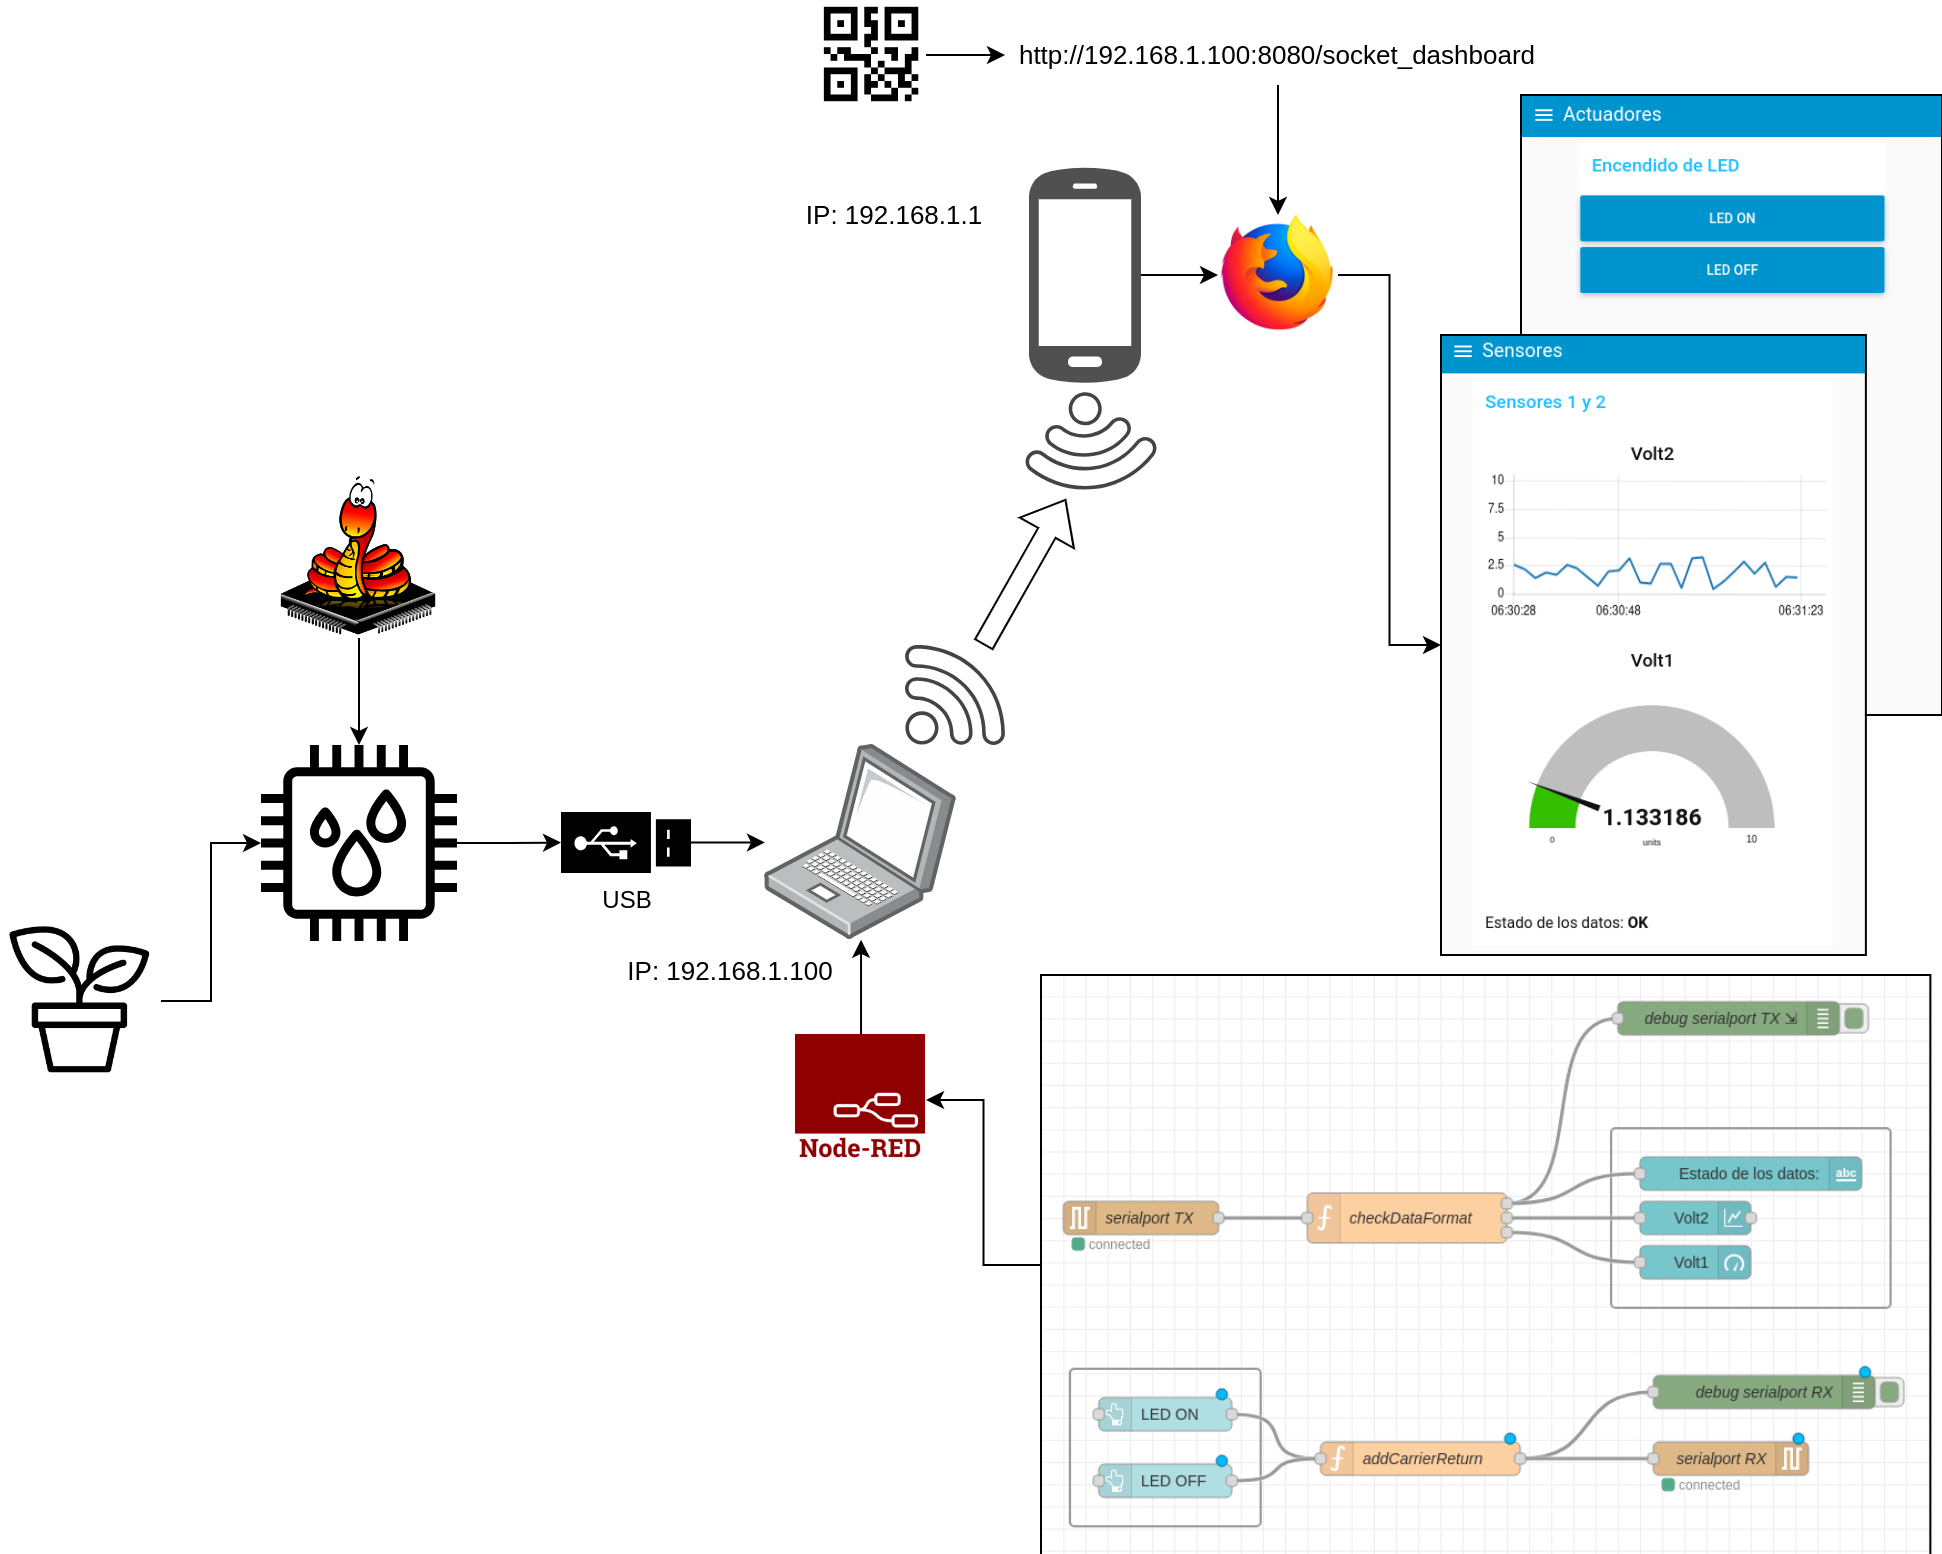 http://192.168.1.100:8080/socket_dashboard
Actuadores
Encendido de LED
LED ON
LED OFF
IP: 192.168.1.1
Sensores
Sensores 1 y 2
Volt2
10
7.5
5
2.5
0
06:30:28 06:30:48 06:31:23
Volt1
1.133186
0 units 10
Estado de los datos: OK
USB
IP: 192.168.1.100
Node-RED
debug serialport TX ⇲
Estado de los datos:
abc
serialport TX
checkDataFormat
Volt2
connected
Volt1
debug serialport RX
LED ON
addCarrierReturn
serialport RX
LED OFF
connected